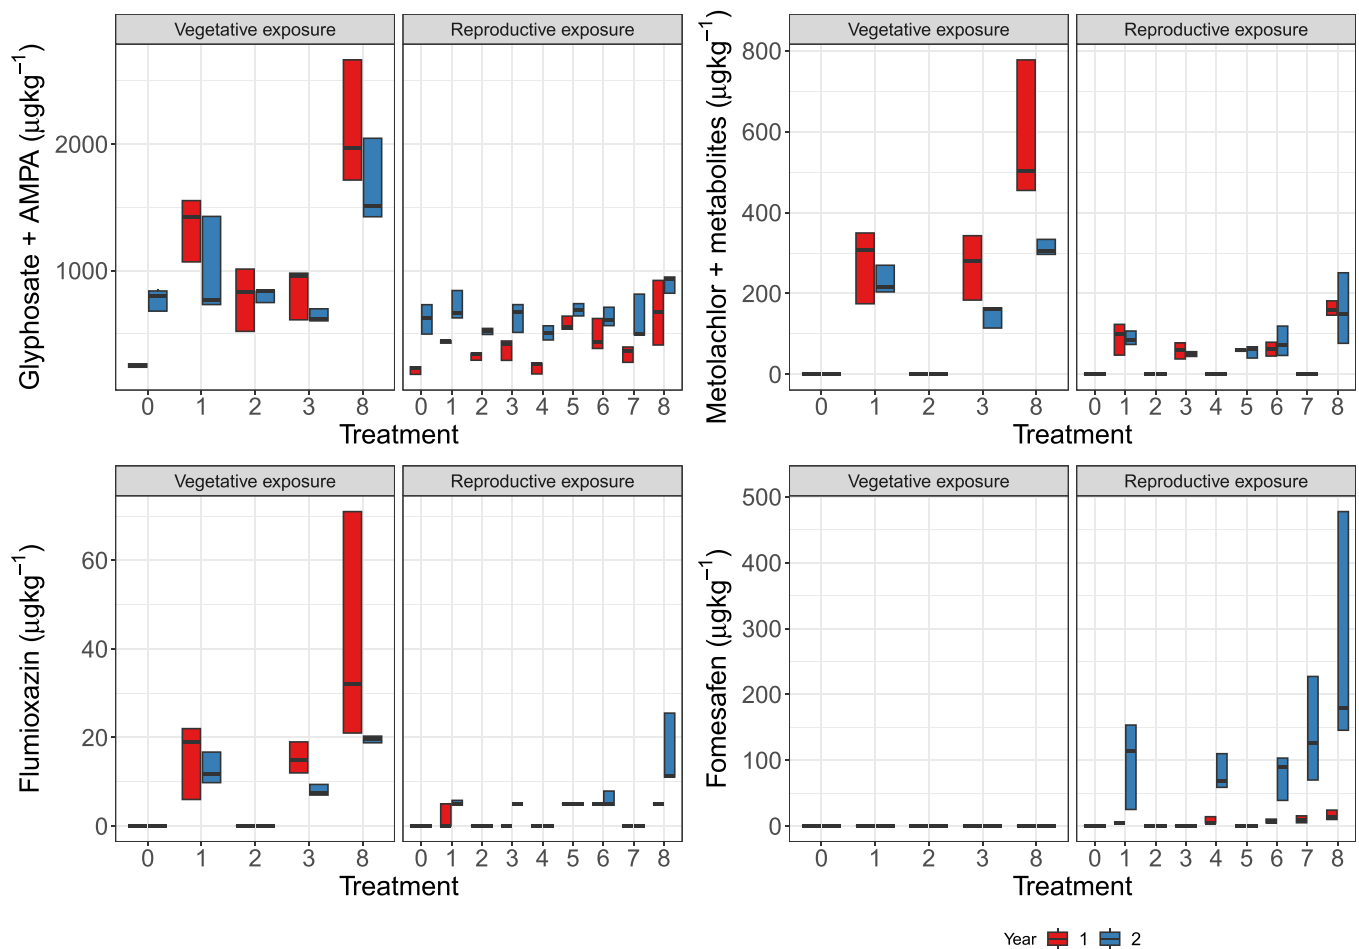 Vegetative exposure
Reproductive exposure
Glyphosate + AMPA (μgkg⁻¹)
2000
1000
0 1 2 3 8
0 1 2 3 4 5 6 7 8
Treatment
Vegetative exposure
Reproductive exposure
Metolachlor + metabolites (μgkg⁻¹)
800
600
400
200
0
0 1 2 3 8
0 1 2 3 4 5 6 7 8
Treatment
Vegetative exposure
Reproductive exposure
Flumioxazin (μgkg⁻¹)
60
40
20
0
0 1 2 3 8
0 1 2 3 4 5 6 7 8
Treatment
Vegetative exposure
Reproductive exposure
Fomesafen (μgkg⁻¹)
500
400
300
200
100
0
0 1 2 3 8
0 1 2 3 4 5 6 7 8
Treatment
Year 1 2